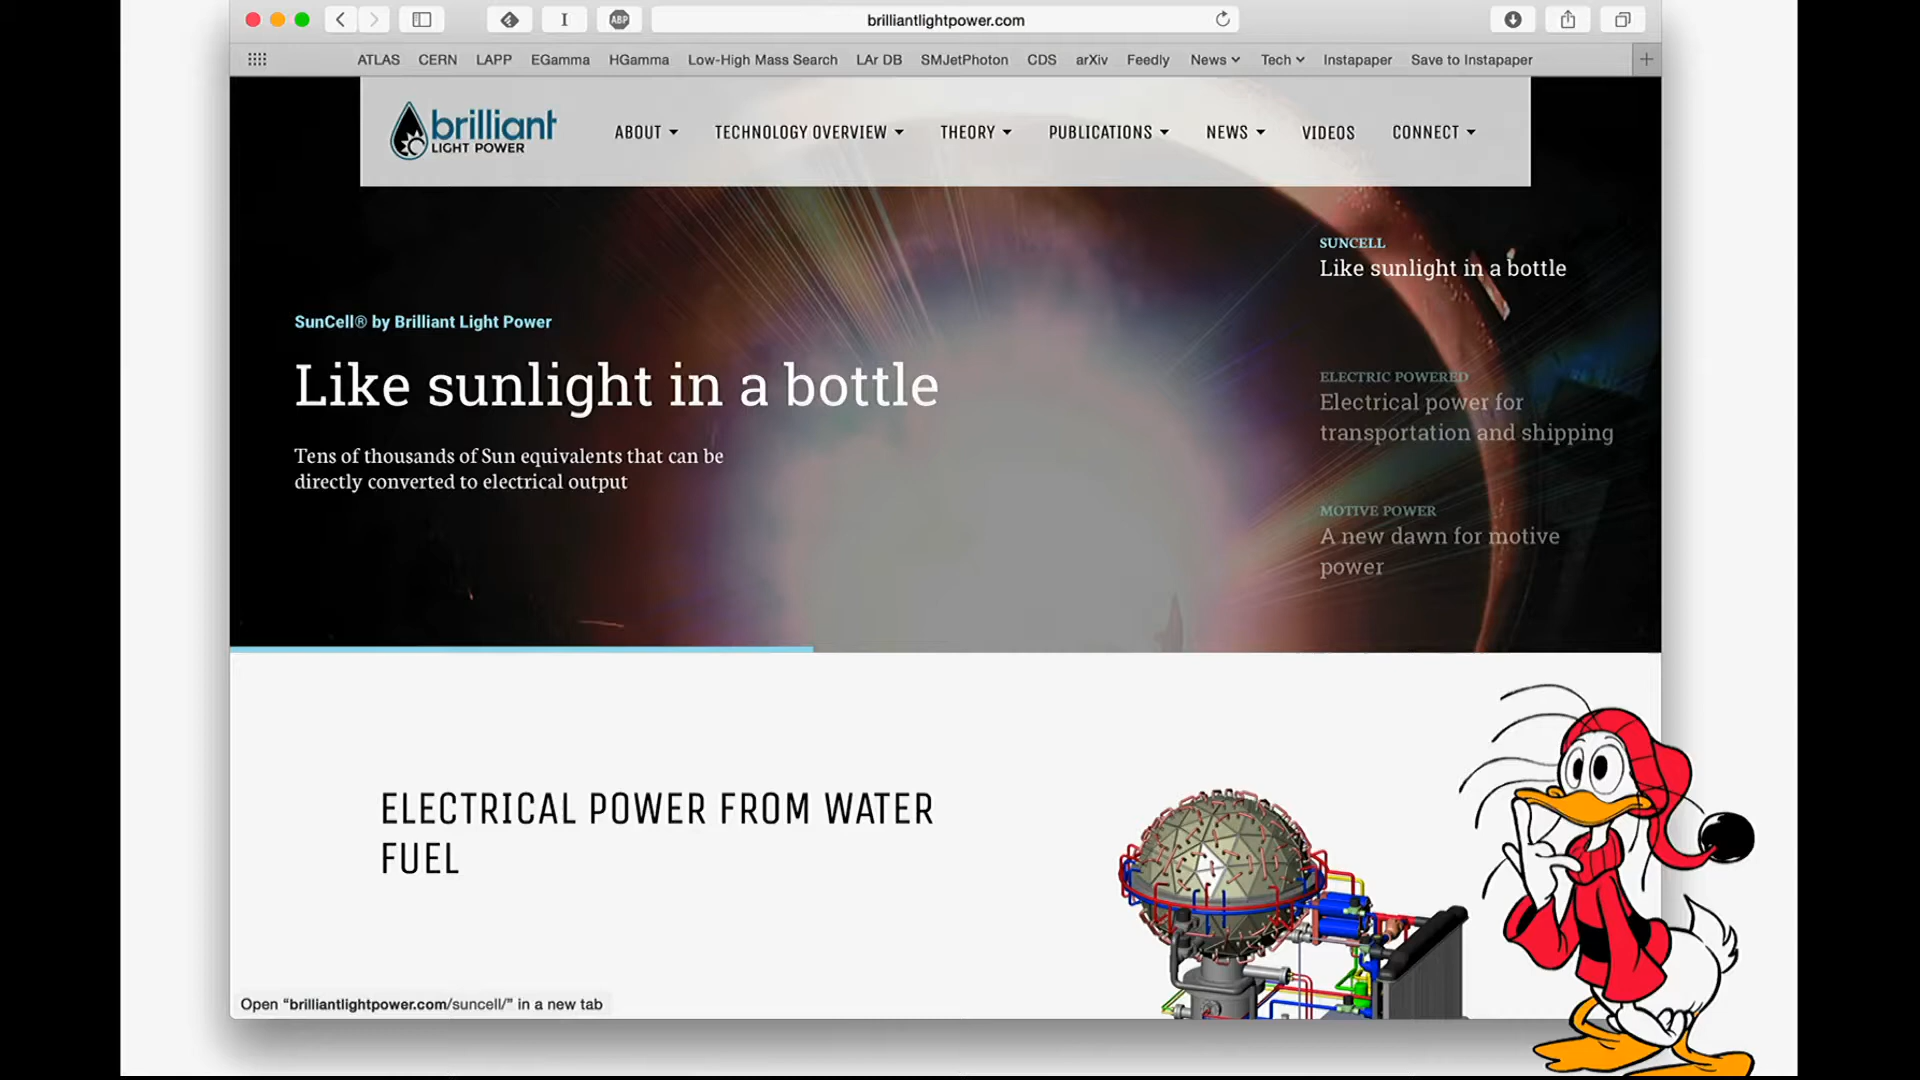 I
ABP
brilliantlightpower.com
ATLAS CERN LAPP EGamma HGamma Low-High Mass Search LAr DB SMJetPhoton CDS arXiv Feedly News Tech Instapaper Save to Instapaper
brilliant
LIGHT POWER
ABOUT TECHNOLOGY OVERVIEW THEORY PUBLICATIONS NEWS VIDEOS CONNECT
SunCell® by Brilliant Light Power
Like sunlight in a bottle
Tens of thousands of Sun equivalents that can be
directly converted to electrical output
SUNCELL
Like sunlight in a bottle
ELECTRIC POWERED
Electrical power for
transportation and shipping
MOTIVE POWER
A new dawn for motive
power
ELECTRICAL POWER FROM WATER
FUEL
Open “brilliantlightpower.com/suncell/” in a new tab